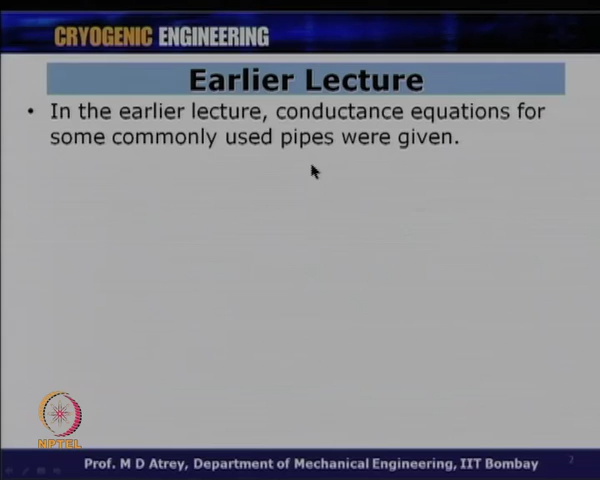 CRYOGENIC ENGINEERING
Earlier Lecture
• In the earlier lecture, conductance equations for
some commonly used pipes were given.
NPTEL
Prof. M D Atrey, Department of Mechanical Engineering, IIT Bombay
2